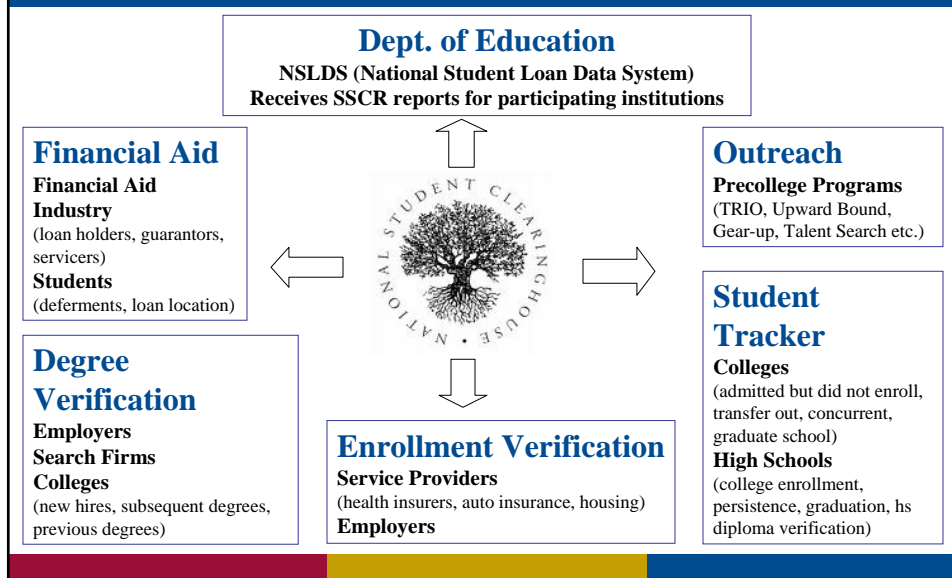 Dept. of Education
NSLDS (National Student Loan Data System)
Receives SSCR reports for participating institutions
Financial Aid
Financial Aid
Industry
(loan holders, guarantors,
servicers)
Students
(deferments, loan location)
NATIONAL STUDENT CLEARINGHOUSE •
Outreach
Precollege Programs
(TRIO, Upward Bound,
Gear-up, Talent Search etc.)
Degree
Verification
Employers
Search Firms
Colleges
(new hires, subsequent degrees,
previous degrees)
Enrollment Verification
Service Providers
(health insurers, auto insurance, housing)
Employers
Student
Tracker
Colleges
(admitted but did not enroll,
transfer out, concurrent,
graduate school)
High Schools
(college enrollment,
persistence, graduation, hs
diploma verification)